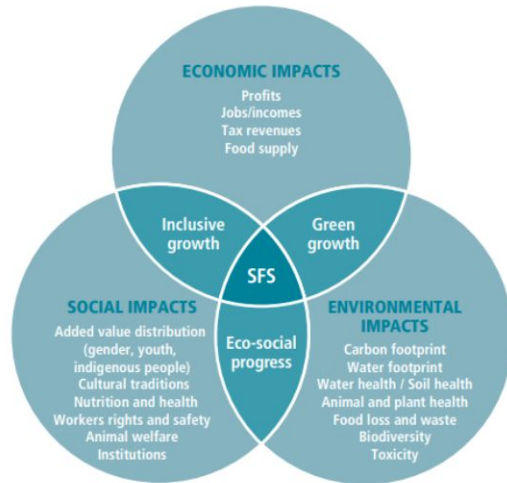 ECONOMIC IMPACTS
Profits
Jobs/incomes
Tax revenues
Food supply
Inclusive
growth
Green
growth
SFS
SOCIAL IMPACTS
Added value distribution
(gender, youth,
indigenous people)
Cultural traditions
Nutrition and health
Workers rights and safety
Animal welfare
Institutions
Eco-social
progress
ENVIRONMENTAL
IMPACTS
Carbon footprint
Water footprint
Water health / Soil health
Animal and plant health
Food loss and waste
Biodiversity
Toxicity